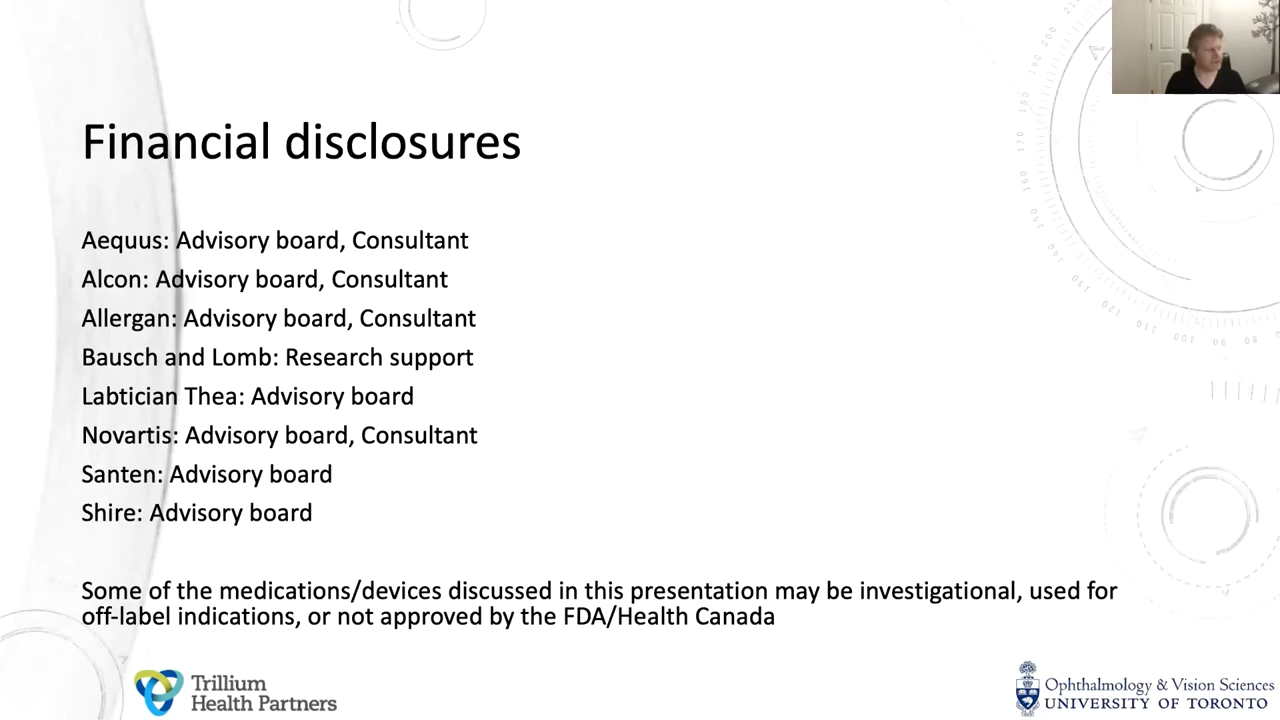 Financial disclosures
Aequus: Advisory board, Consultant
Alcon: Advisory board, Consultant
Allergan: Advisory board, Consultant
Bausch and Lomb: Research support
Labtician Thea: Advisory board
Novartis: Advisory board, Consultant
Santen: Advisory board
Shire: Advisory board
Some of the medications/devices discussed in this presentation may be investigational, used for
off-label indications, or not approved by the FDA/Health Canada
Trillium
Health Partners
Ophthalmology & Vision Sciences
UNIVERSITY OF TORONTO